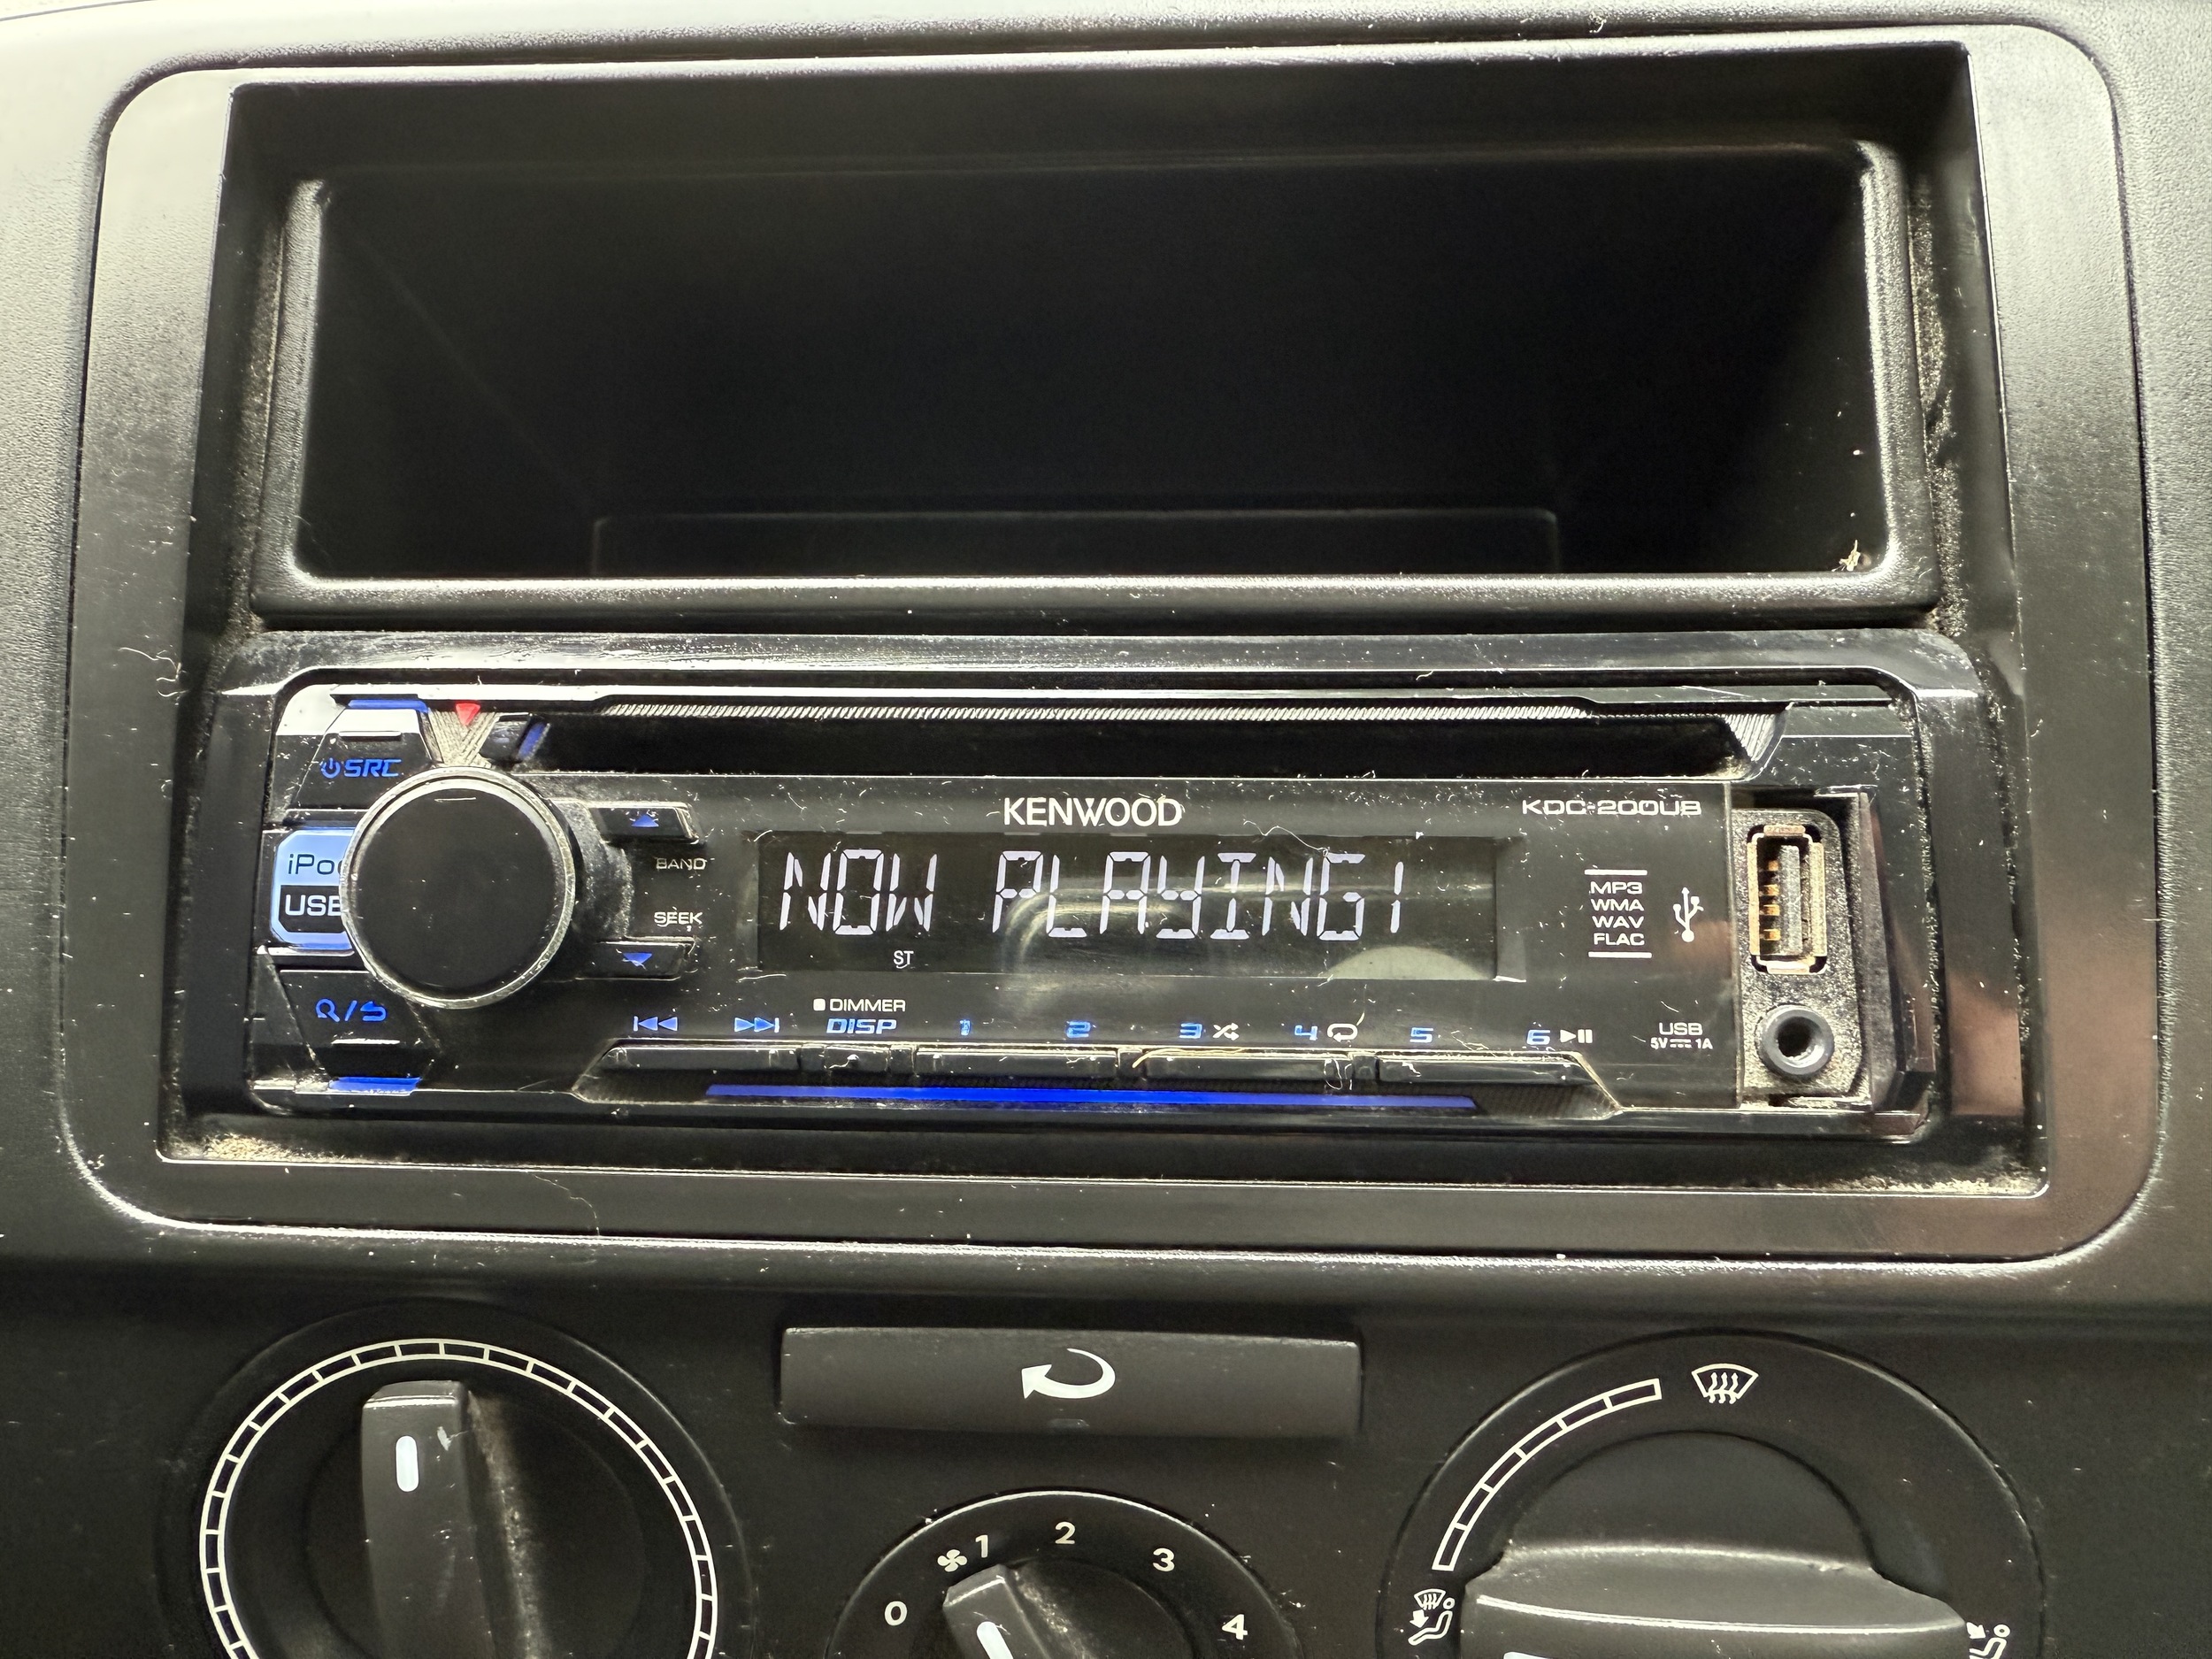 SRC
KENWOOD
KDC-200UB
iPod
USB
BAND
SEEK
NOW PLAYING!
ST
MP3
WMA
WAV
FLAC
DIMMER
DISP 1 2 3 4 5 6
USB
5V 1A
0 1 2 3 4